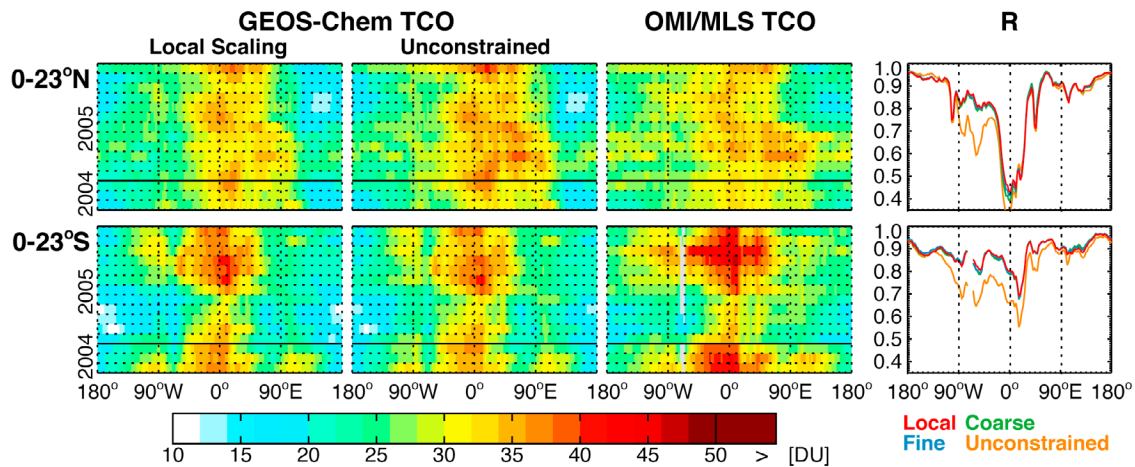 GEOS-Chem TCO OMI/MLS TCO R
Local Scaling Unconstrained
0-23°N
2005
2004
1.0
0.9
0.8
0.7
0.6
0.5
0.4
0-23°S
2005
2004
1.0
0.9
0.8
0.7
0.6
0.5
0.4
180° 90°W 0° 90°E 180° 90°W 0° 90°E 180° 90°W 0° 90°E 180° 180° 90°W 0° 90°E 180°
10 15 20 25 30 35 40 45 50 > [DU]
Local Coarse
Fine Unconstrained